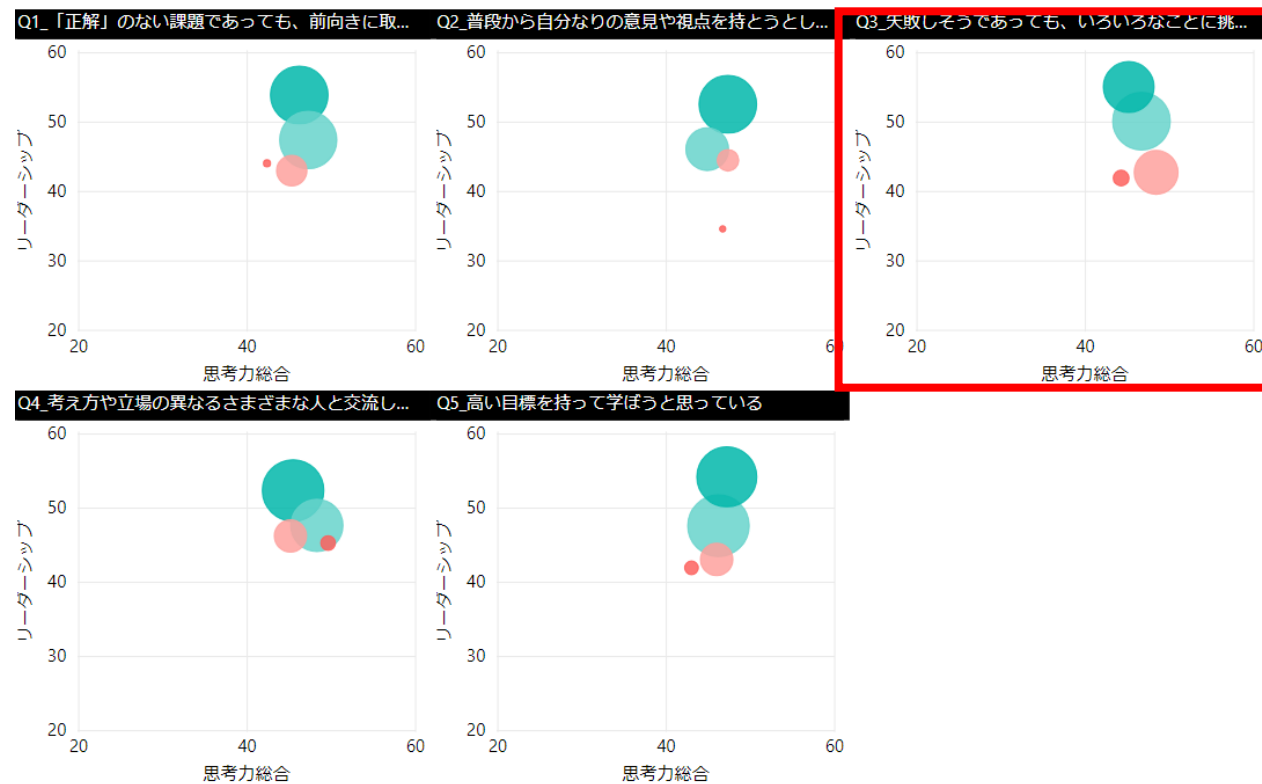 Q1_「正解」のない課題であっても、前向きに取...
60
50
40
30
20
20
40
60
リーダーシップ
思考力総合
Q2_普段から自分なりの意見や視点を持とうとし...
60
50
40
30
20
20
40
60
リーダーシップ
思考力総合
Q3_失敗しそうであっても、いろいろなことに挑...
60
50
40
30
20
20
40
60
リーダーシップ
思考力総合
Q4_考え方や立場の異なるさまざまな人と交流し...
60
50
40
30
20
20
40
60
リーダーシップ
思考力総合
Q5_高い目標を持って学ぼうと思っている
60
50
40
30
20
20
40
60
リーダーシップ
思考力総合